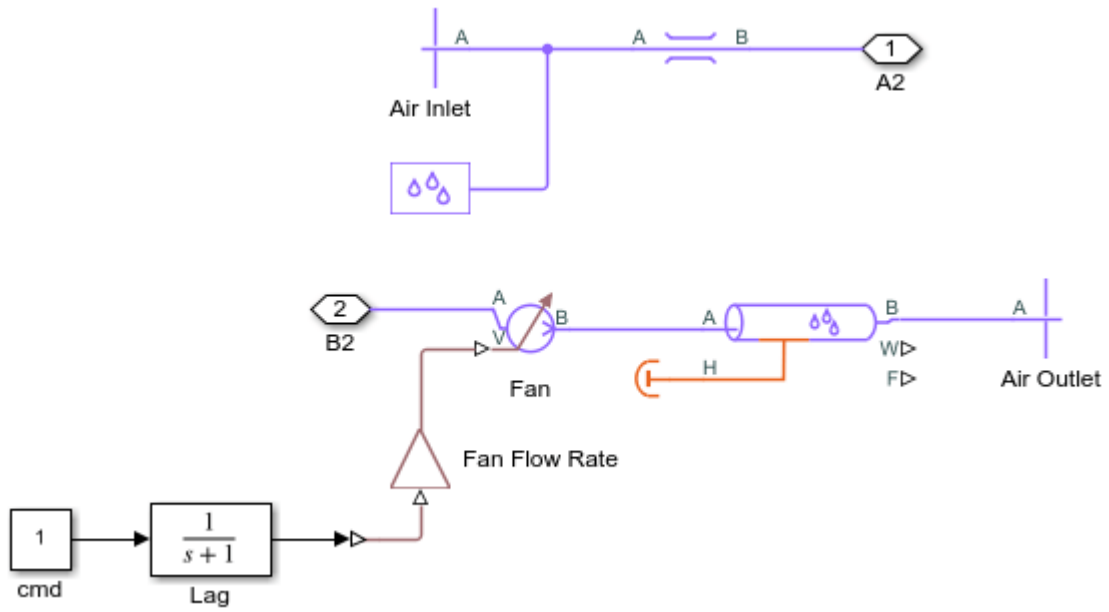 A
A
B
1
A2
Air Inlet
2
B2
A
V
B
Fan
A
B
W
F
H
A
Air Outlet
Fan Flow Rate
1
cmd
1
s + 1
Lag